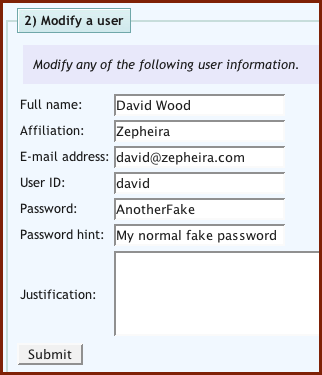 2) Modify a user
Modify any of the following user information.
Full name: David Wood
Affiliation: Zepheira
E-mail address: david@zepheira.com
User ID: david
Password: AnotherFake
Password hint: My normal fake password
Justification:
Submit